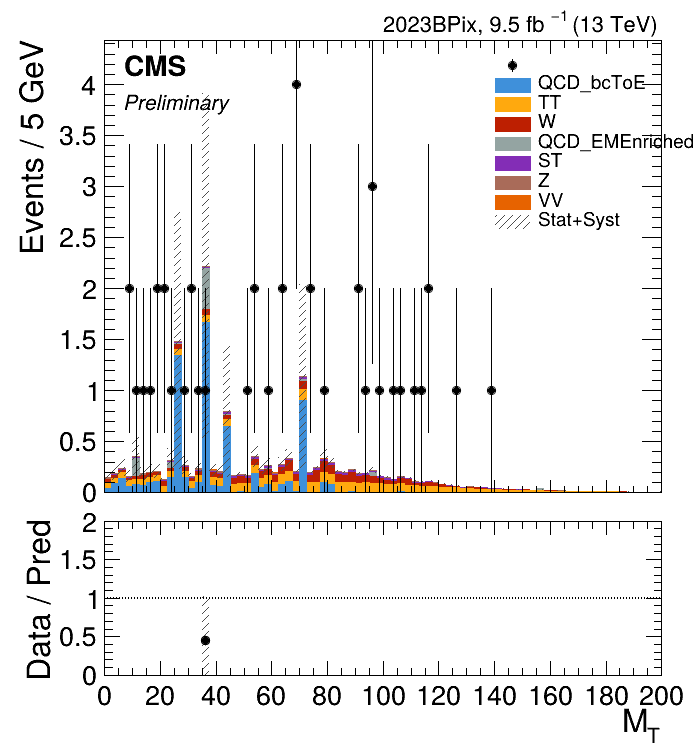 2023BPix, 9.5 fb⁻¹ (13 TeV)
CMS
Preliminary
Events / 5 GeV
4
3.5
3
2.5
2
1.5
1
0.5
0
QCD_bcToE
TT
W
QCD_EMEnriched
ST
Z
VV
Stat+Syst
Data / Pred
2
1.5
1
0.5
0
0 20 40 60 80 100 120 140 160 180 200
M_T